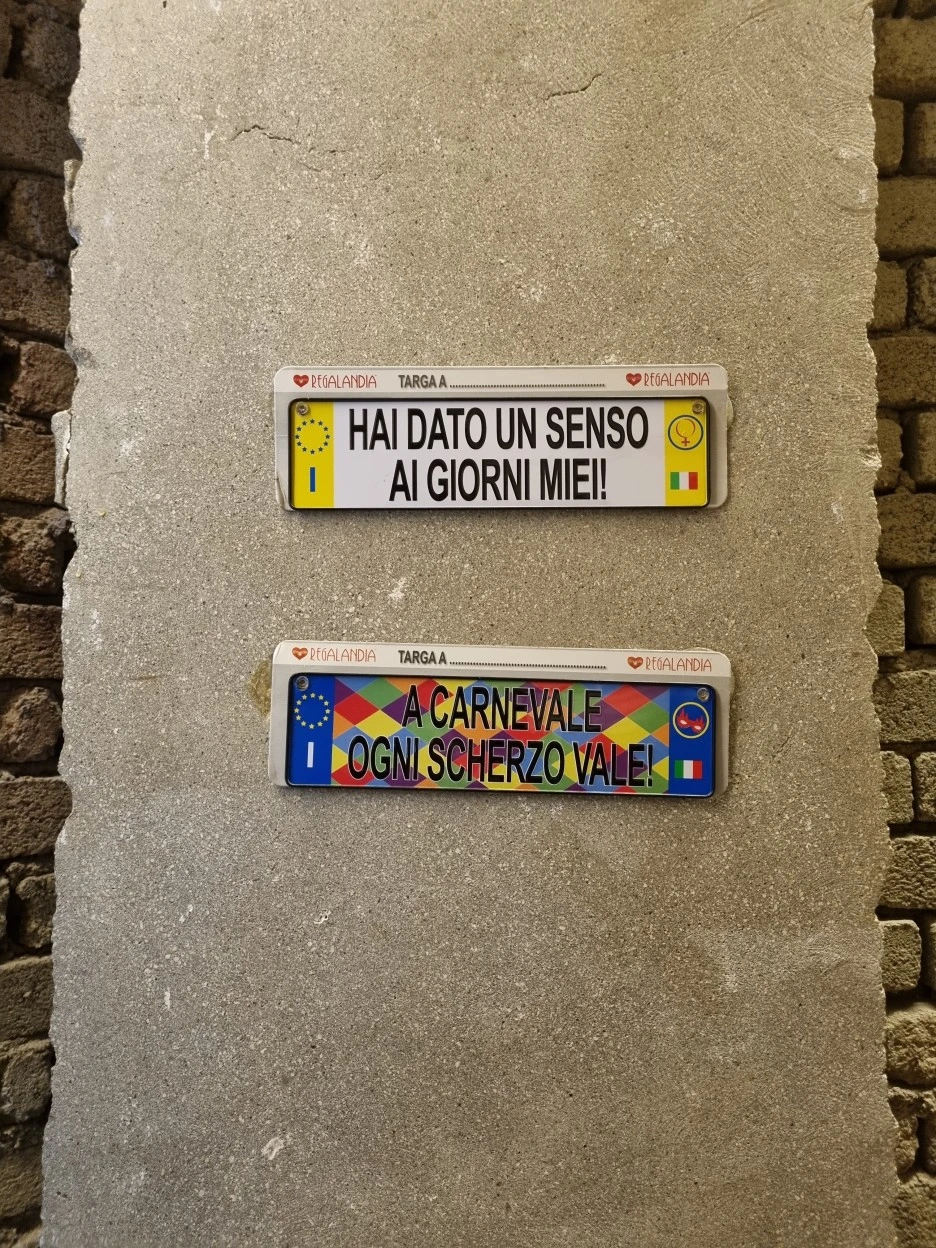 REGALANDIA TARGA A ........................................ REGALANDIA
HAI DATO UN SENSO
AI GIORNI MIEI!
I
REGALANDIA TARGA A ........................................ REGALANDIA
A CARNEVALE
OGNI SCHERZO VALE!
I